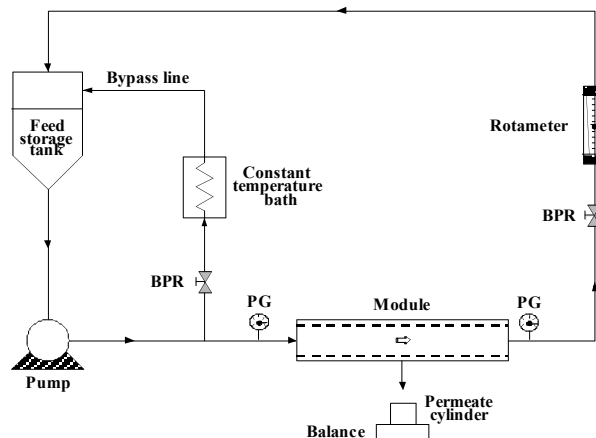 Bypass line
Feed
storage
tank
Constant
temperature
bath
Rotameter
BPR
BPR
PG
Module
PG
Pump
Permeate
cylinder
Balance